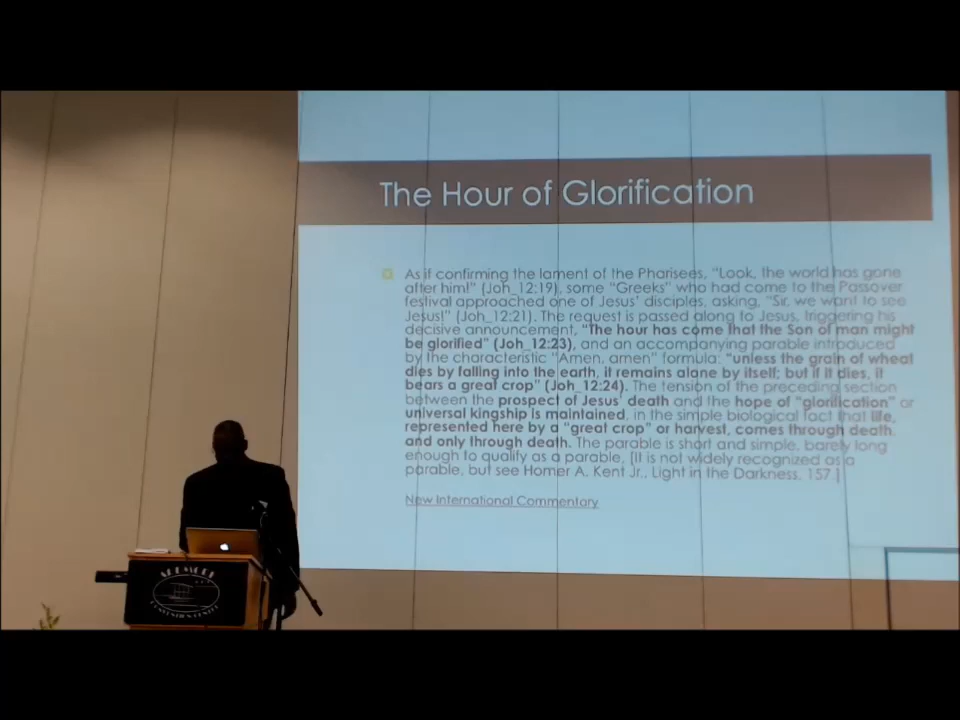 The Hour of Glorification
As if confirming the lament of the Pharisees, "Look, the world has gone
after him!" (Joh_12:19), some "Greeks" who had come to the Passover
festival approached one of Jesus' disciples, asking, "Sir, we want to see
Jesus!" (Joh_12:21). The request is passed along to Jesus, triggering his
decisive announcement, "The hour has come that the Son of man might
be glorified" (Joh_12:23), and an accompanying parable introduced
by the characteristic "Amen, amen" formula: "unless the grain of wheat
dies by falling into the earth, it remains alone by itself; but if it dies, it
bears a great crop" (Joh_12:24). The tension of the preceding section
between the prospect of Jesus' death and the hope of "glorification" or
universal kingship is maintained, in the simple biological fact that life,
represented here by a "great crop" or harvest, comes through death,
and only through death. The parable is short and simple, barely long
enough to qualify as a parable. [It is not widely recognized as a
parable, but see Homer A. Kent Jr., Light in the Darkness, 157.]
New International Commentary
CONVENTION CENTRE